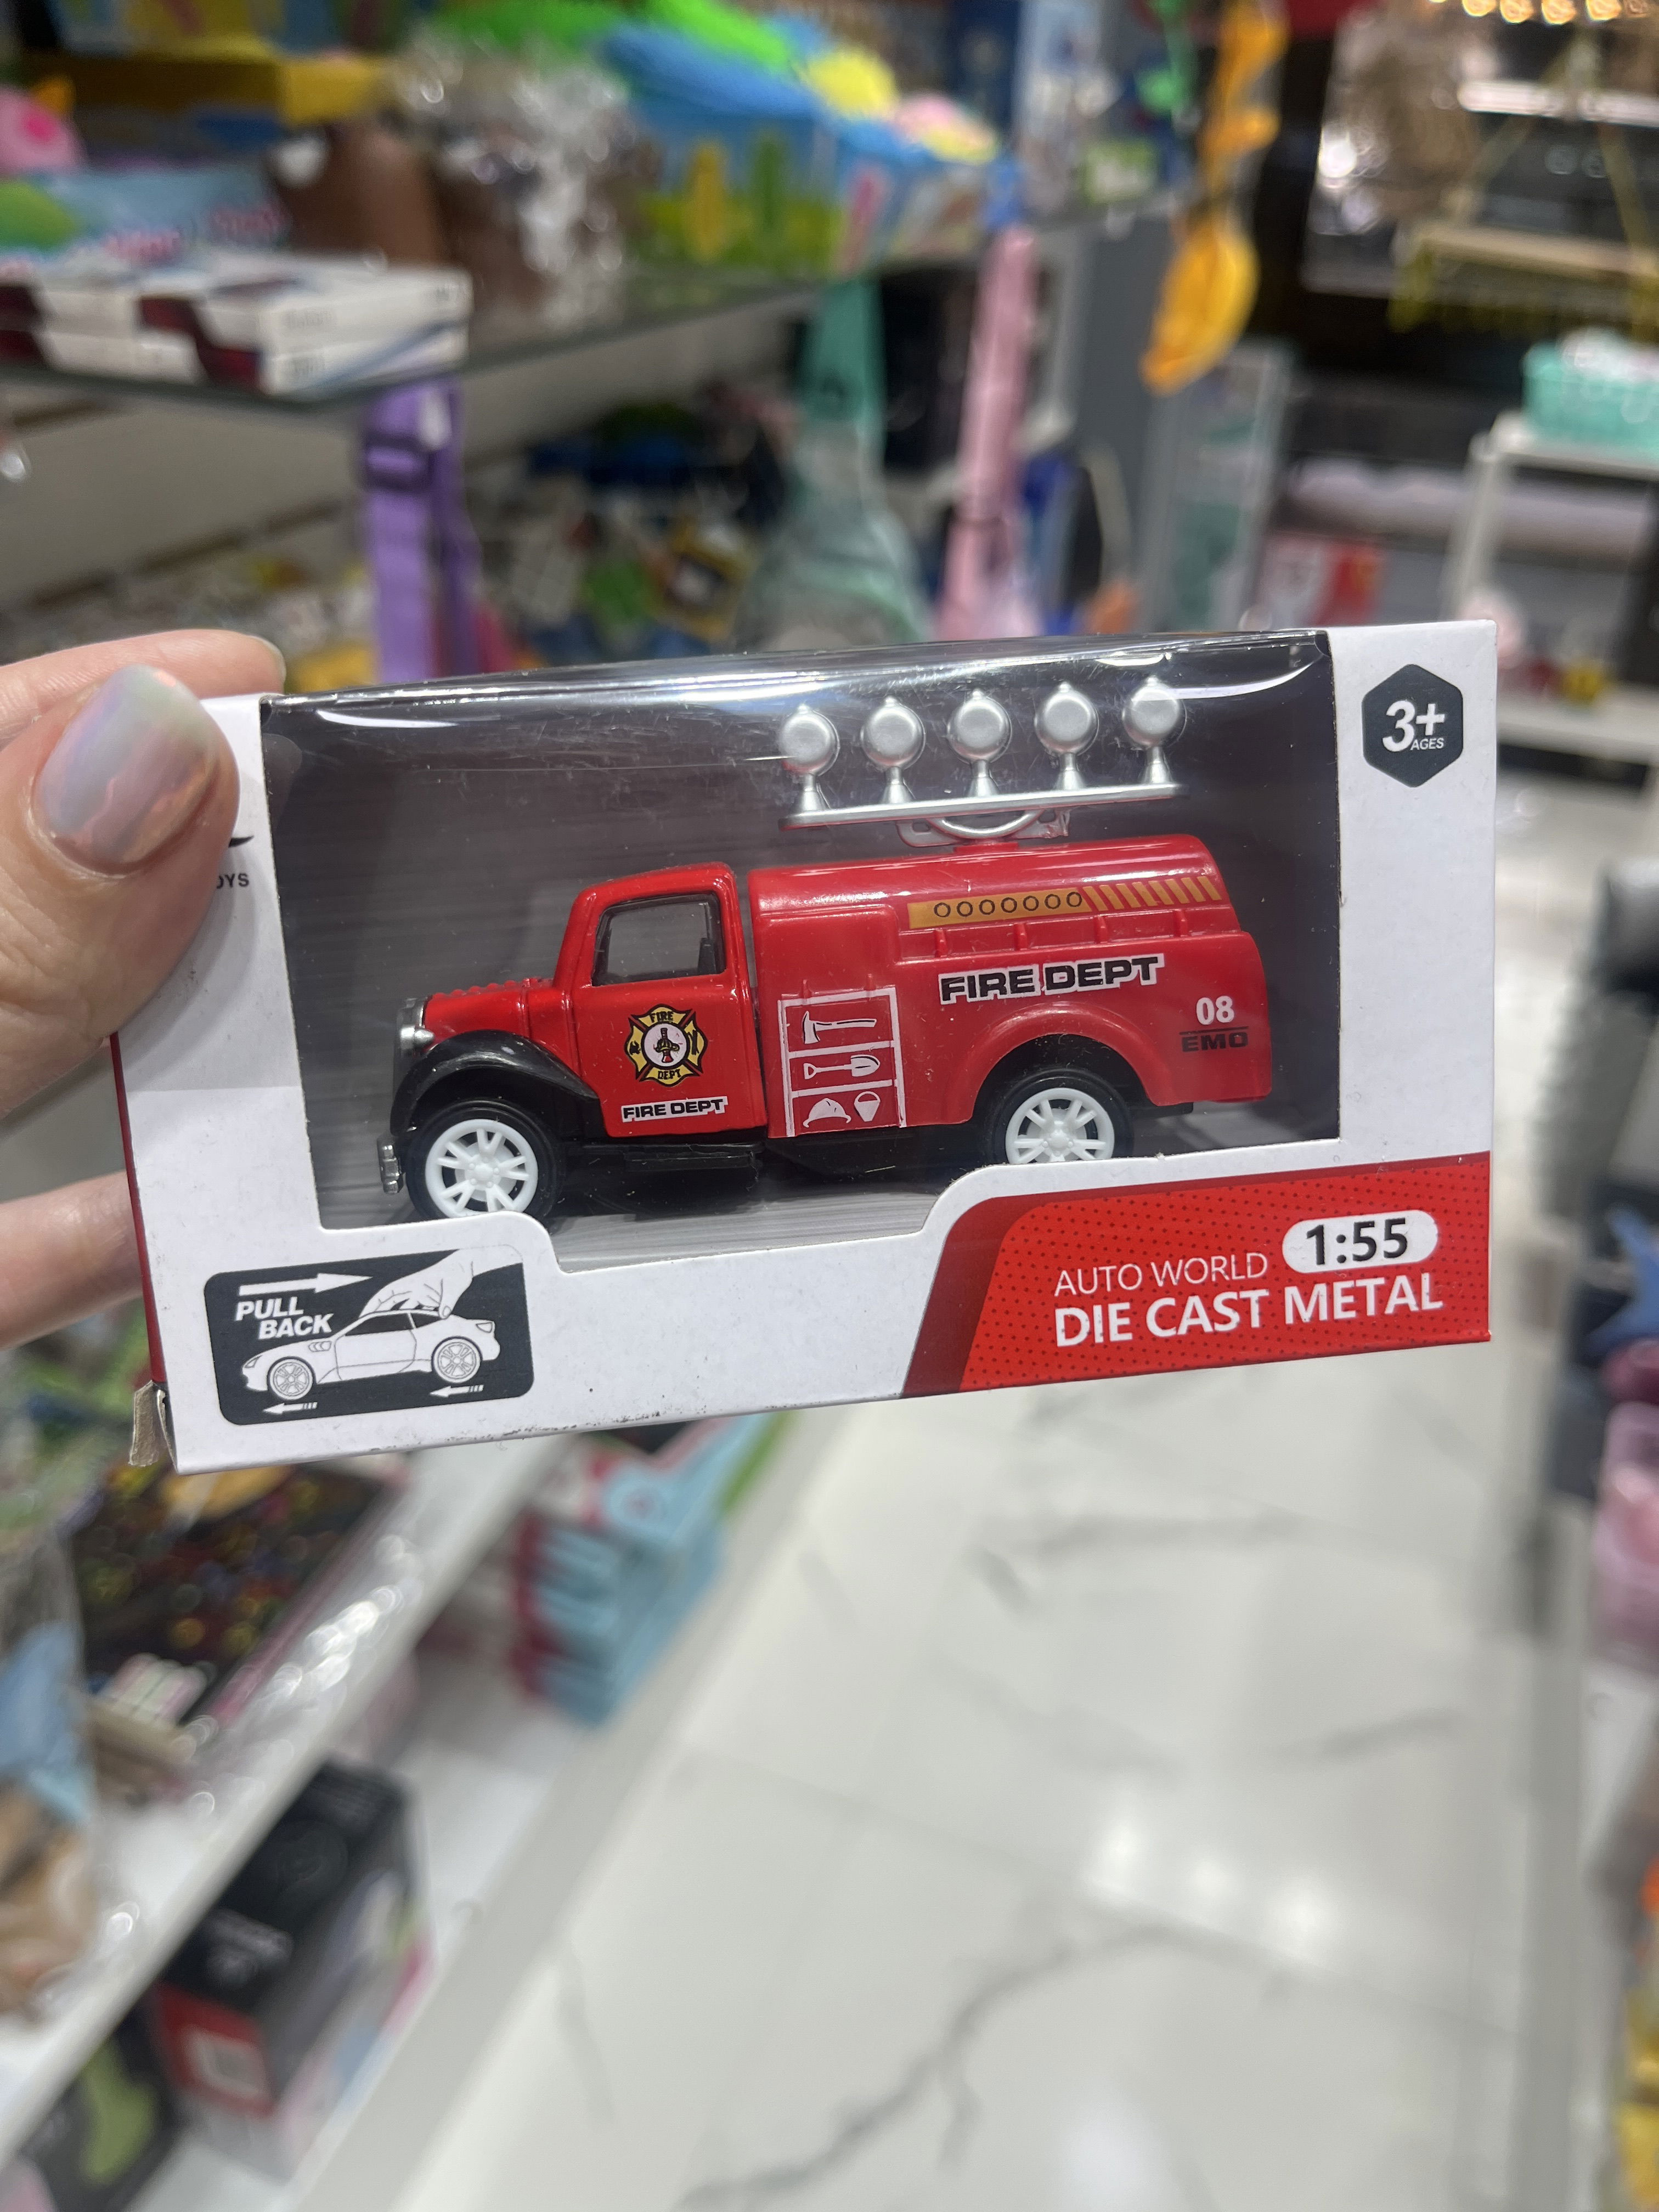 3+
AGES
FIRE DEPT
08
EMO
FIRE
DEPT
FIRE DEPT
PULL
BACK
AUTO WORLD 1:55
DIE CAST METAL